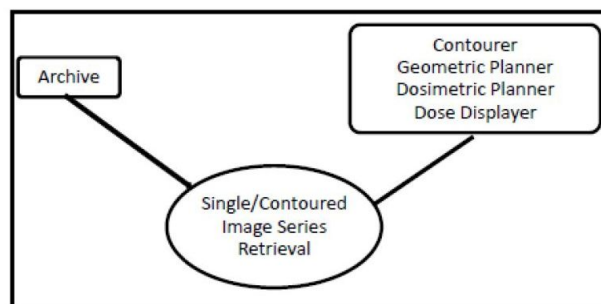 Archive
Contourer
Geometric Planner
Dosimetric Planner
Dose Displayer
Single/Contoured
Image Series
Retrieval